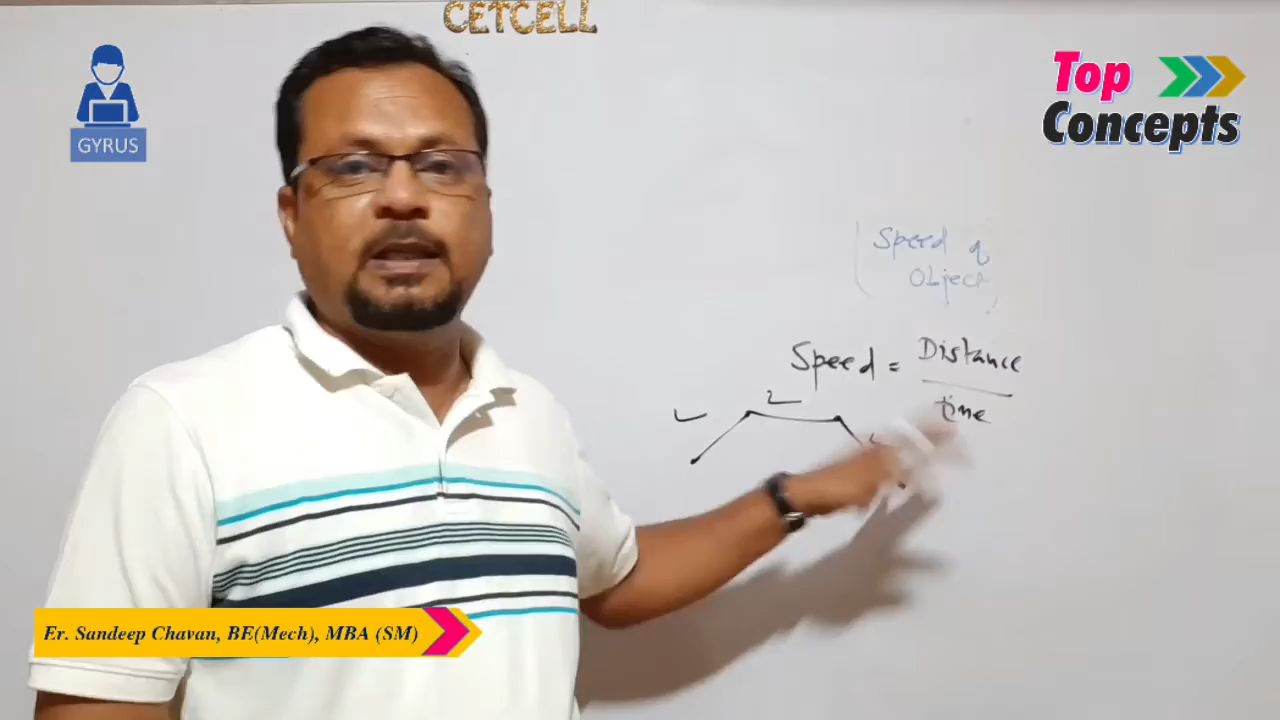 CETCELL
GYRUS
Top
Concepts
Speed of
Object
Speed = Distance
time
2
Er. Sandeep Chavan, BE(Mech), MBA (SM)